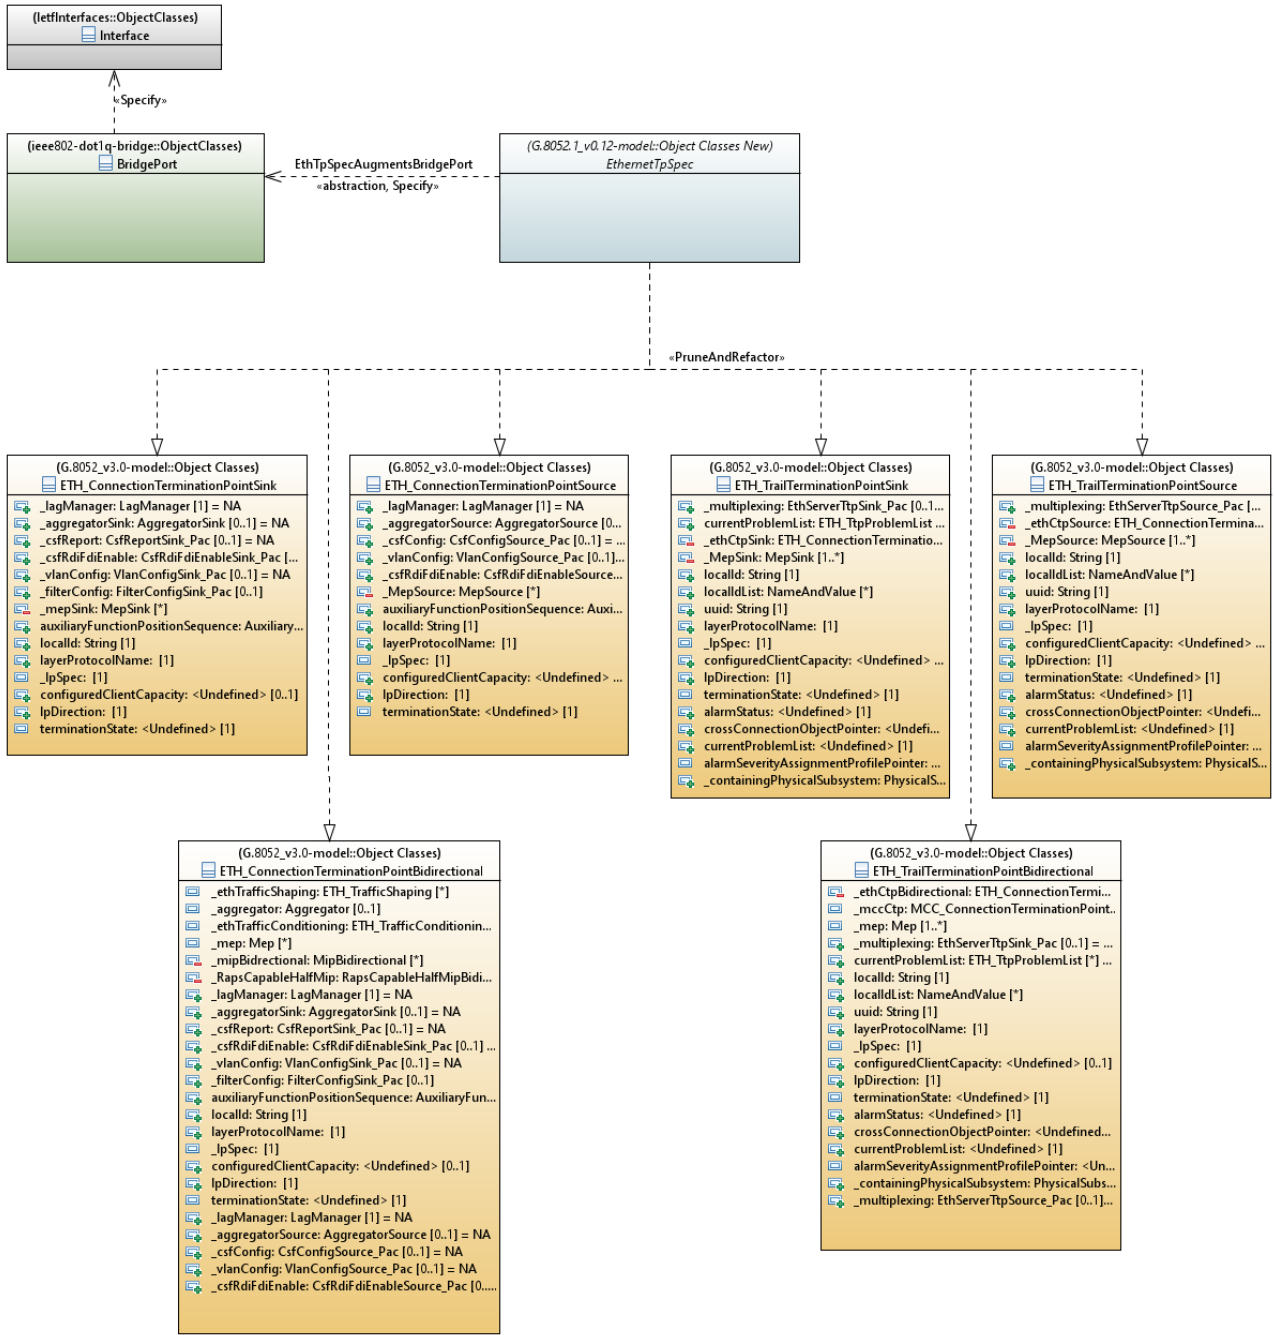 (IetfInterfaces::ObjectClasses)
Interface
«Specify»
(ieee802-dot1q-bridge::ObjectClasses)
BridgePort
EthTpSpecAugmentsBridgePort
«abstraction, Specify»
(G.8052.1_v0.12-model::Object Classes New)
EthernetTpSpec
«PruneAndRefactor»
(G.8052_v3.0-model::Object Classes)
ETH_ConnectionTerminationPointSink
_lagManager: LagManager [1] = NA
_aggregatorSink: AggregatorSink [0..1] = NA
_csfReport: CsfReportSink_Pac [0..1] = NA
_csfRdiFdiEnable: CsfRdiFdiEnableSink_Pac [...
_vlanConfig: VlanConfigSink_Pac [0..1] = NA
_filterConfig: FilterConfigSink_Pac [0..1]
_mepSink: MepSink [*]
auxiliaryFunctionPositionSequence: Auxiliary...
localId: String [1]
layerProtocolName: [1]
_lpSpec: [1]
configuredClientCapacity: <Undefined> [0..1]
lpDirection: [1]
terminationState: <Undefined> [1]
(G.8052_v3.0-model::Object Classes)
ETH_ConnectionTerminationPointSource
_lagManager: LagManager [1] = NA
_aggregatorSource: AggregatorSource [0...
_csfConfig: CsfConfigSource_Pac [0..1] = ...
_vlanConfig: VlanConfigSource_Pac [0..1]...
_csfRdiFdiEnable: CsfRdiFdiEnableSource...
_MepSource: MepSource [*]
auxiliaryFunctionPositionSequence: Auxi...
localId: String [1]
layerProtocolName: [1]
_lpSpec: [1]
configuredClientCapacity: <Undefined> ...
lpDirection: [1]
terminationState: <Undefined> [1]
(G.8052_v3.0-model::Object Classes)
ETH_TrailTerminationPointSink
_multiplexing: EthServerTtpSink_Pac [0..1...
currentProblemList: ETH_TtpProblemList ...
_ethCtpSink: ETH_ConnectionTerminatio...
_MepSink: MepSink [1..*]
localId: String [1]
localIdList: NameAndValue [*]
uuid: String [1]
layerProtocolName: [1]
_lpSpec: [1]
configuredClientCapacity: <Undefined> ...
lpDirection: [1]
terminationState: <Undefined> [1]
alarmStatus: <Undefined> [1]
crossConnectionObjectPointer: <Undefi...
currentProblemList: <Undefined> [1]
alarmSeverityAssignmentProfilePointer: ...
_containingPhysicalSubsystem: PhysicalS...
(G.8052_v3.0-model::Object Classes)
ETH_TrailTerminationPointSource
_multiplexing: EthServerTtpSource_Pac [...
_ethCtpSource: ETH_ConnectionTermina...
_MepSource: MepSource [1..*]
localId: String [1]
localIdList: NameAndValue [*]
uuid: String [1]
layerProtocolName: [1]
_lpSpec: [1]
configuredClientCapacity: <Undefined> ...
lpDirection: [1]
terminationState: <Undefined> [1]
alarmStatus: <Undefined> [1]
crossConnectionObjectPointer: <Undefi...
currentProblemList: <Undefined> [1]
alarmSeverityAssignmentProfilePointer: ...
_containingPhysicalSubsystem: PhysicalS...
(G.8052_v3.0-model::Object Classes)
ETH_ConnectionTerminationPointBidirectional
_ethTrafficShaping: ETH_TrafficShaping [*]
_aggregator: Aggregator [0..1]
_ethTrafficConditioning: ETH_TrafficConditionin...
_mep: Mep [*]
_mipBidrectional: MipBidirectional [*]
_RapsCapableHalfMip: RapsCapableHalfMipBidi...
_lagManager: LagManager [1] = NA
_aggregatorSink: AggregatorSink [0..1] = NA
_csfReport: CsfReportSink_Pac [0..1] = NA
_csfRdiFdiEnable: CsfRdiFdiEnableSink_Pac [0..1] ...
_vlanConfig: VlanConfigSink_Pac [0..1] = NA
_filterConfig: FilterConfigSink_Pac [0..1]
auxiliaryFunctionPositionSequence: AuxiliaryFun...
localId: String [1]
layerProtocolName: [1]
_lpSpec: [1]
configuredClientCapacity: <Undefined> [0..1]
lpDirection: [1]
terminationState: <Undefined> [1]
_lagManager: LagManager [1] = NA
_aggregatorSource: AggregatorSource [0..1] = NA
_csfConfig: CsfConfigSource_Pac [0..1] = NA
_vlanConfig: VlanConfigSource_Pac [0..1] = NA
_csfRdiFdiEnable: CsfRdiFdiEnableSource_Pac [0.....
(G.8052_v3.0-model::Object Classes)
ETH_TrailTerminationPointBidirectional
_ethCtpBidirectional: ETH_ConnectionTermi...
_mccCtp: MCC_ConnectionTerminationPoint..
_mep: Mep [1..*]
_multiplexing: EthServerTtpSink_Pac [0..1] = ...
currentProblemList: ETH_TtpProblemList [*] ...
localId: String [1]
localIdList: NameAndValue [*]
uuid: String [1]
layerProtocolName: [1]
_lpSpec: [1]
configuredClientCapacity: <Undefined> [0..1]
lpDirection: [1]
terminationState: <Undefined> [1]
alarmStatus: <Undefined> [1]
crossConnectionObjectPointer: <Undefined...
currentProblemList: <Undefined> [1]
alarmSeverityAssignmentProfilePointer: <Un...
_containingPhysicalSubsystem: PhysicalSubs...
_multiplexing: EthServerTtpSource_Pac [0..1]...